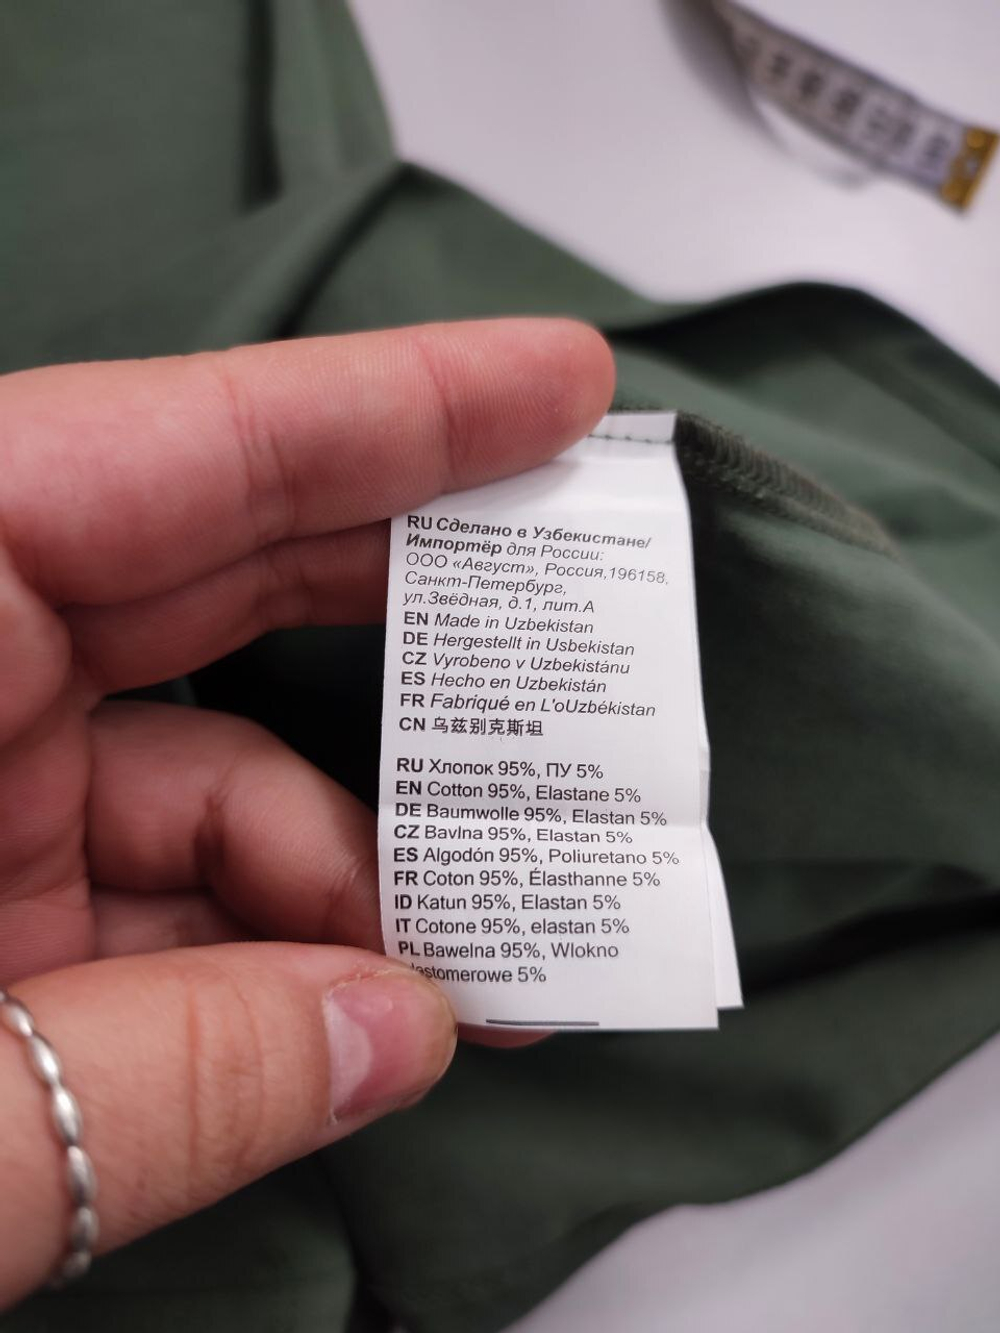 RU Сделано в Узбекистане/
Импортёр для России:
ООО «Август», Россия,196158,
Санкт-Петербург,
ул.Звёдная, д.1, лит.А
EN Made in Uzbekistan
DE Hergestellt in Usbekistan
CZ Vyrobeno v Uzbekistánu
ES Hecho en Uzbekistán
FR Fabriqué en L'oUzbékistan
CN 乌兹别克斯坦
RU Хлопок 95%, ПУ 5%
EN Cotton 95%, Elastane 5%
DE Baumwolle 95%, Elastan 5%
CZ Bavlna 95%, Elastan 5%
ES Algodón 95%, Poliuretano 5%
FR Coton 95%, Élasthanne 5%
ID Katun 95%, Elastan 5%
IT Cotone 95%, elastan 5%
PL Bawelna 95%, Wlokno
elastomerowe 5%